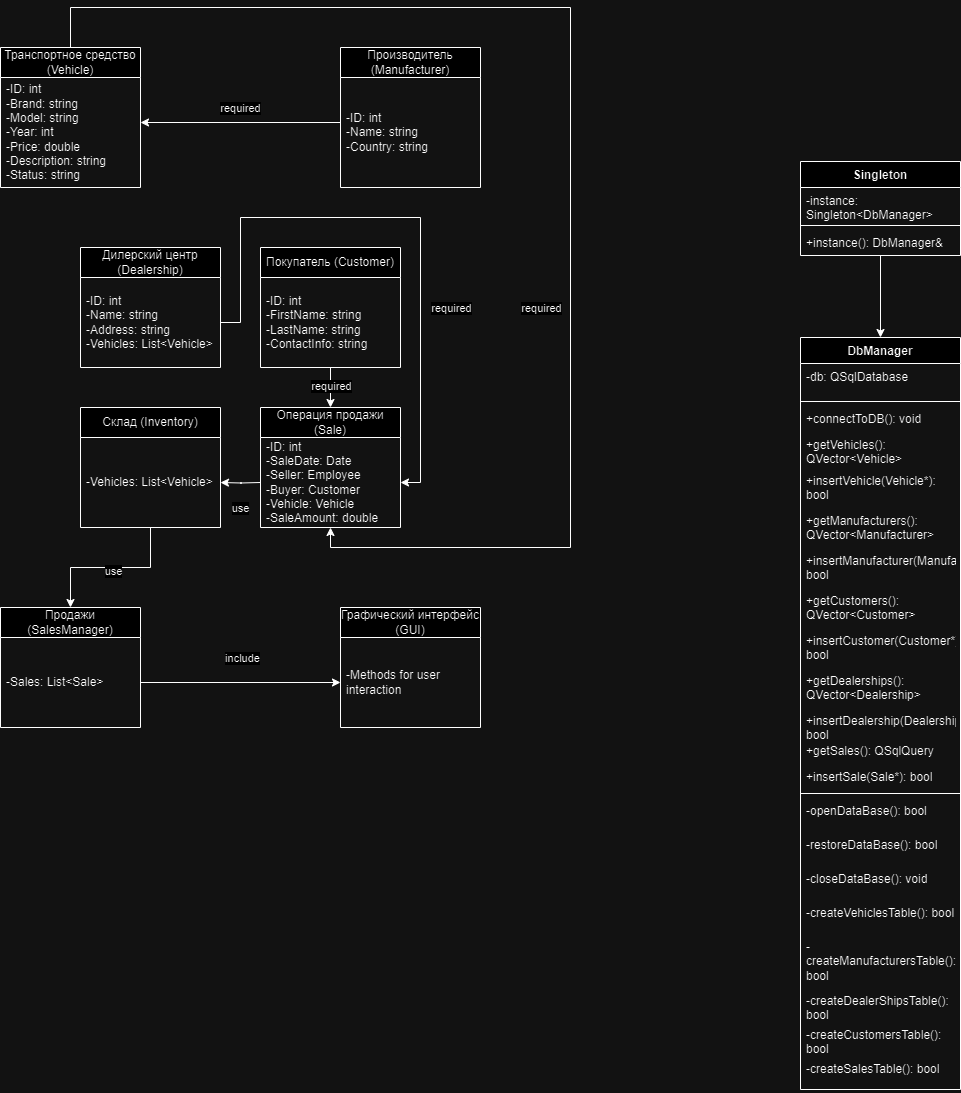 Транспортное средство
(Vehicle)
-ID: int
-Brand: string
-Model: string
-Year: int
-Price: double
-Description: string
-Status: string
required
Производитель
(Manufacturer)
-ID: int
-Name: string
-Country: string
Дилерский центр
(Dealership)
-ID: int
-Name: string
-Address: string
-Vehicles: List<Vehicle>
Покупатель (Customer)
-ID: int
-FirstName: string
-LastName: string
-ContactInfo: string
required
required
required
Склад (Inventory)
-Vehicles: List<Vehicle>
use
Операция продажи
(Sale)
-ID: int
-SaleDate: Date
-Seller: Employee
-Buyer: Customer
-Vehicle: Vehicle
-SaleAmount: double
use
Продажи
(SalesManager)
-Sales: List<Sale>
include
Графический интерфейс
(GUI)
-Methods for user
interaction
Singleton
-instance:
Singleton<DbManager>
+instance(): DbManager&
DbManager
-db: QSqlDatabase
+connectToDB(): void
+getVehicles():
QVector<Vehicle>
+insertVehicle(Vehicle*):
bool
+getManufacturers():
QVector<Manufacturer>
+insertManufacturer(Manufa
bool
+getCustomers():
QVector<Customer>
+insertCustomer(Customer*
bool
+getDealerships():
QVector<Dealership>
+insertDealership(Dealershi
bool
+getSales(): QSqlQuery
+insertSale(Sale*): bool
-openDataBase(): bool
-restoreDataBase(): bool
-closeDataBase(): void
-createVehiclesTable(): bool
-
createManufacturersTable():
bool
-createDealerShipsTable():
bool
-createCustomersTable():
bool
-createSalesTable(): bool